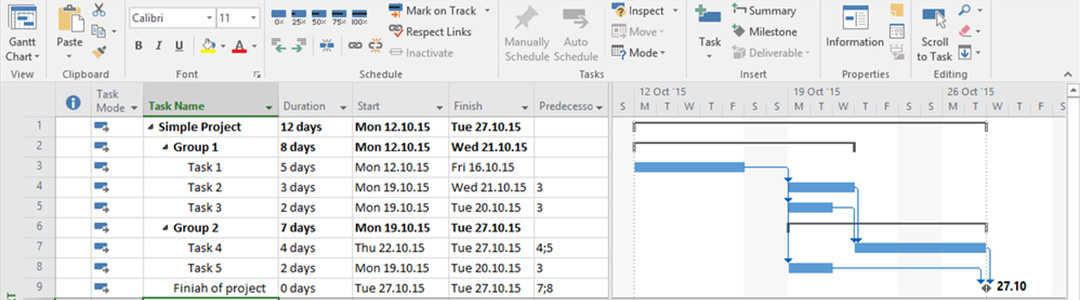 Calibri 11
0% 25% 50% 75% 100%
Mark on Track
Respect Links
Inactivate
Gantt Chart
Paste
B I U
A
Manually Schedule
Auto Schedule
Inspect
Move
Mode
Task
Summary
Milestone
Deliverable
Information
Scroll to Task
View Clipboard Font Schedule Tasks Insert Properties Editing
Task Mode Task Name Duration Start Finish Predecesso
12 Oct '15 19 Oct '15 26 Oct '15
S M T W T F S S M T W T F S S M T W T F S
1 Simple Project 12 days Mon 12.10.15 Tue 27.10.15
2 Group 1 8 days Mon 12.10.15 Wed 21.10.15
3 Task 1 5 days Mon 12.10.15 Fri 16.10.15
4 Task 2 3 days Mon 19.10.15 Wed 21.10.15 3
5 Task 3 2 days Mon 19.10.15 Tue 20.10.15 3
6 Group 2 7 days Mon 19.10.15 Tue 27.10.15
7 Task 4 4 days Thu 22.10.15 Tue 27.10.15 4;5
8 Task 5 2 days Mon 19.10.15 Tue 20.10.15 3
9 Finiah of project 0 days Tue 27.10.15 Tue 27.10.15 7;8
27.10